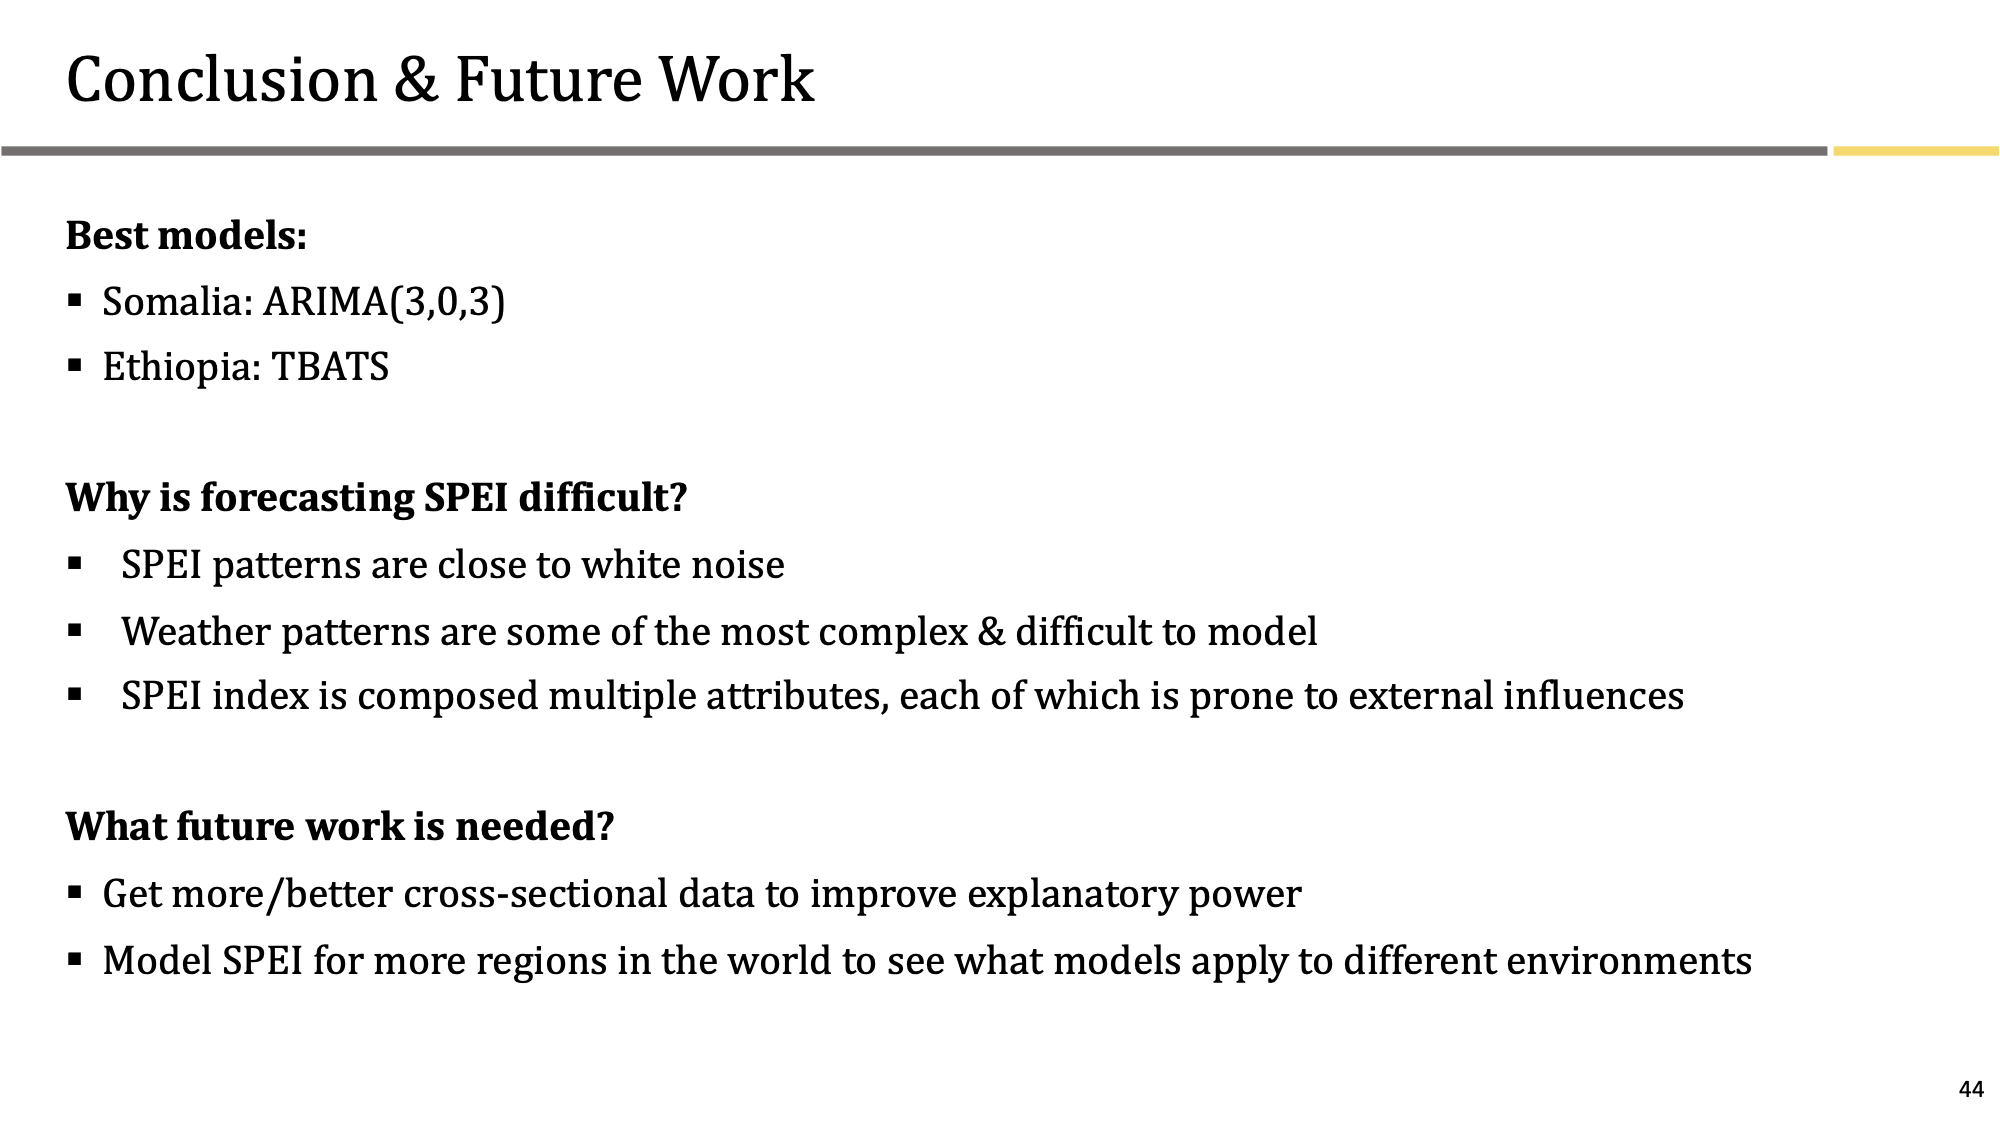 Conclusion & Future Work
Best models:
▪ Somalia: ARIMA(3,0,3)
▪ Ethiopia: TBATS
Why is forecasting SPEI difficult?
▪ SPEI patterns are close to white noise
▪ Weather patterns are some of the most complex & difficult to model
▪ SPEI index is composed multiple attributes, each of which is prone to external influences
What future work is needed?
▪ Get more/better cross-sectional data to improve explanatory power
▪ Model SPEI for more regions in the world to see what models apply to different environments
44